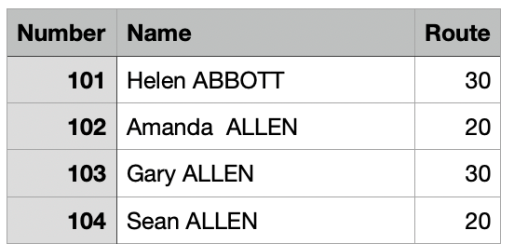 Number Name Route
101 Helen ABBOTT 30
102 Amanda  ALLEN 20
103 Gary ALLEN 30
104 Sean ALLEN 20